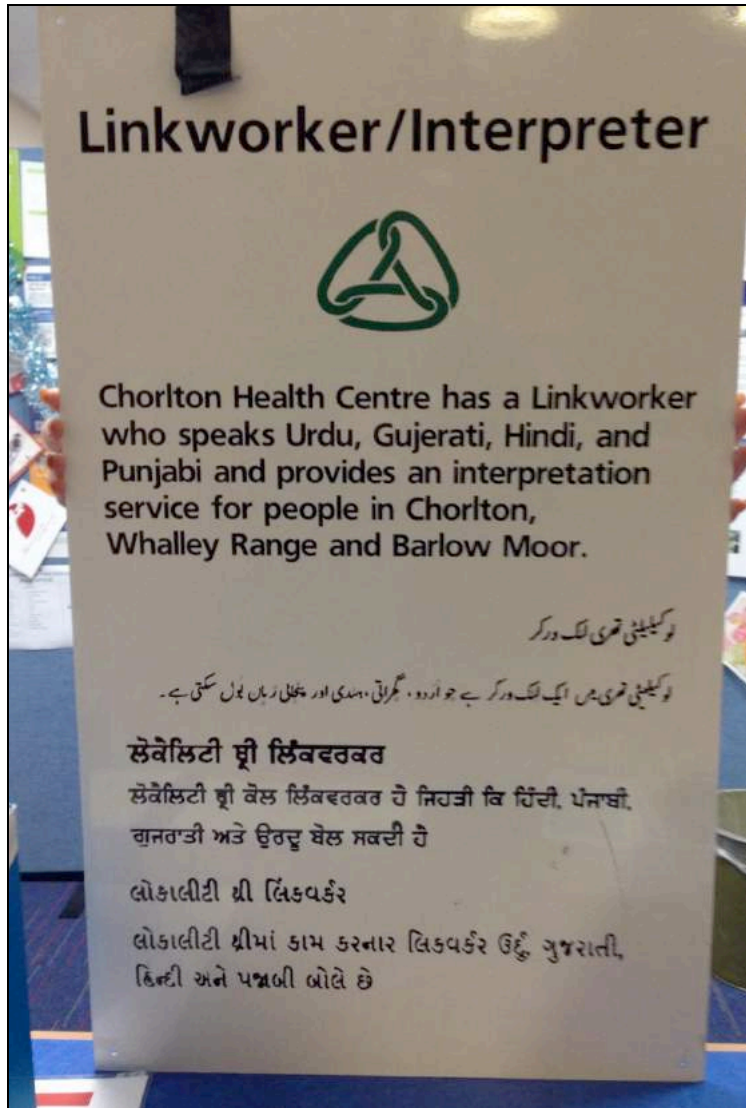 Linkworker/Interpreter
Chorlton Health Centre has a Linkworker
who speaks Urdu, Gujerati, Hindi, and
Punjabi and provides an interpretation
service for people in Chorlton,
Whalley Range and Barlow Moor.
لوکیلیٹی تھری لنک ورکر
لوکیلیٹی تھری میں ایک لنک ورکر ہے جو اُردو، گجراتی، ہندی اور پنجابی زبان بول سکتی ہے۔
ਲੋਕੈਲਿਟੀ ਥ੍ਰੀ ਲਿੰਕਵਰਕਰ
ਲੋਕੈਲਿਟੀ ਥ੍ਰੀ ਕੋਲ ਲਿੰਕਵਰਕਰ ਹੈ ਜਿਹੜੀ ਕਿ ਹਿੰਦੀ, ਪੰਜਾਬੀ,
ਗੁਜਰਾਤੀ ਅਤੇ ਉਰਦੂ ਬੋਲ ਸਕਦੀ ਹੈ
લોકાલીટી થ્રી લિંકવર્કર
લોકાલીટી થ્રીમાં કામ કરનાર લિકવર્કર ઉર્દુ, ગુજરાતી,
હિન્દી અને પંજાબી બોલે છે